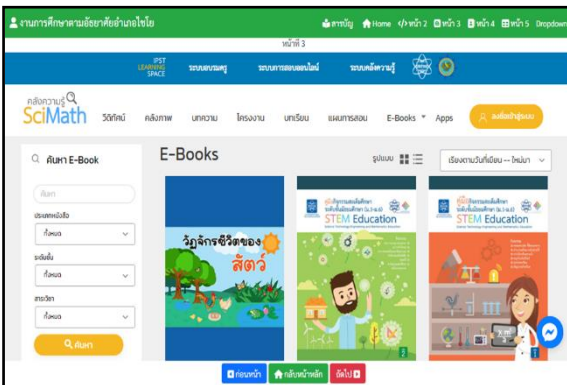 งานการศึกษาตามอัธยาศัยอำเภอไชโย
สารบัญ Home </>หน้า 2 หน้า 3 หน้า 4 หน้า 5 Dropdown
หน้าที่ 3
IPST LEARNING SPACE ระบบอบรมครู ระบบการสอบออนไลน์ ระบบคลังความรู้
คลังความรู้
SciMath วีดิทัศน์ คลังภาพ บทความ โครงงาน บทเรียน แผนการสอน E-Books Apps ลงชื่อเข้าสู่ระบบ
ค้นหา E-Book
E-Books
รูปแบบ
เรียงตามวันที่เขียน -- ใหม่มา
ค้นหา
ประเภทหนังสือ
ทั้งหมด
ระดับชั้น
ทั้งหมด
สาขาวิชา
ทั้งหมด
ค้นหา
วัฏจักรชีวิตของ
สัตว์
STEM Education
STEM Education
ก่อนหน้า กลับหน้าหลัก ถัดไป